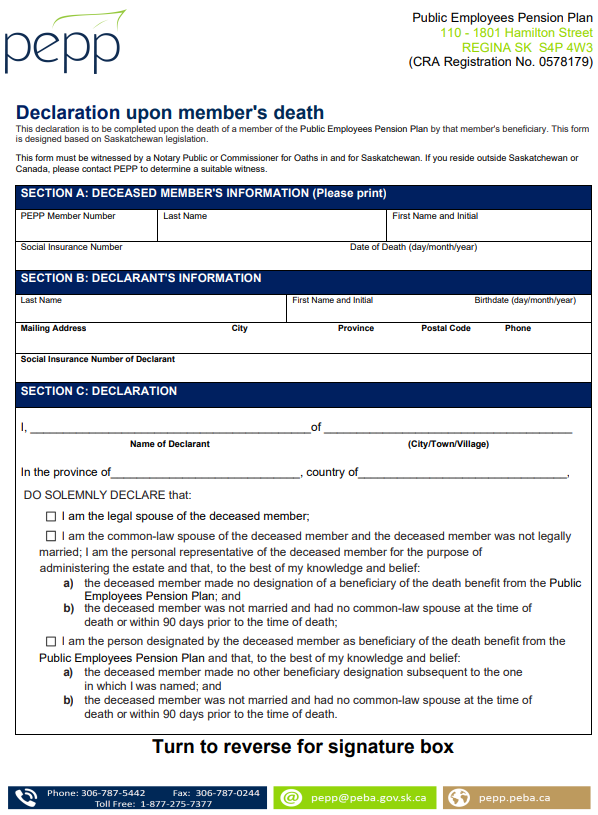 pepp
Public Employees Pension Plan
110 - 1801 Hamilton Street
REGINA SK S4P 4W3
(CRA Registration No. 0578179)
Declaration upon member's death
This declaration is to be completed upon the death of a member of the Public Employees Pension Plan by that member's beneficiary. This form
is designed based on Saskatchewan legislation.
This form must be witnessed by a Notary Public or Commissioner for Oaths in and for Saskatchewan. If you reside outside Saskatchewan or
Canada, please contact PEPP to determine a suitable witness.
SECTION A: DECEASED MEMBER'S INFORMATION (Please print)
PEPP Member Number Last Name First Name and Initial
Social Insurance Number Date of Death (day/month/year)
SECTION B: DECLARANT'S INFORMATION
Last Name First Name and Initial Birthdate (day/month/year)
Mailing Address City Province Postal Code Phone
Social Insurance Number of Declarant
SECTION C: DECLARATION
I, ______________________________________________of ________________________________________
Name of Declarant (City/Town/Village)
In the province of_______________________________, country of__________________________________,
DO SOLEMNLY DECLARE that:
☐ I am the legal spouse of the deceased member;
☐ I am the common-law spouse of the deceased member and the deceased member was not legally
married; I am the personal representative of the deceased member for the purpose of
administering the estate and that, to the best of my knowledge and belief:
a) the deceased member made no designation of a beneficiary of the death benefit from the Public
Employees Pension Plan; and
b) the deceased member was not married and had no common-law spouse at the time of
death or within 90 days prior to the time of death;
☐ I am the person designated by the deceased member as beneficiary of the death benefit from the
Public Employees Pension Plan and that, to the best of my knowledge and belief:
a) the deceased member made no other beneficiary designation subsequent to the one
in which I was named; and
b) the deceased member was not married and had no common-law spouse at the time of
death or within 90 days prior to the time of death.
Turn to reverse for signature box
Phone: 306-787-5442 Fax: 306-787-0244
Toll Free: 1-877-275-7377
pepp@peba.gov.sk.ca
pepp.peba.ca